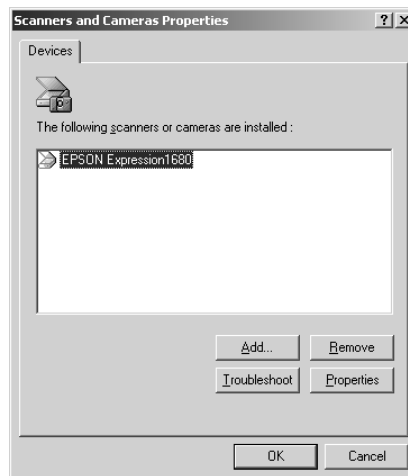 Scanners and Cameras Properties
Devices
The following scanners or cameras are installed :
EPSON Expression1680
Add... Remove
Troubleshoot Properties
OK Cancel